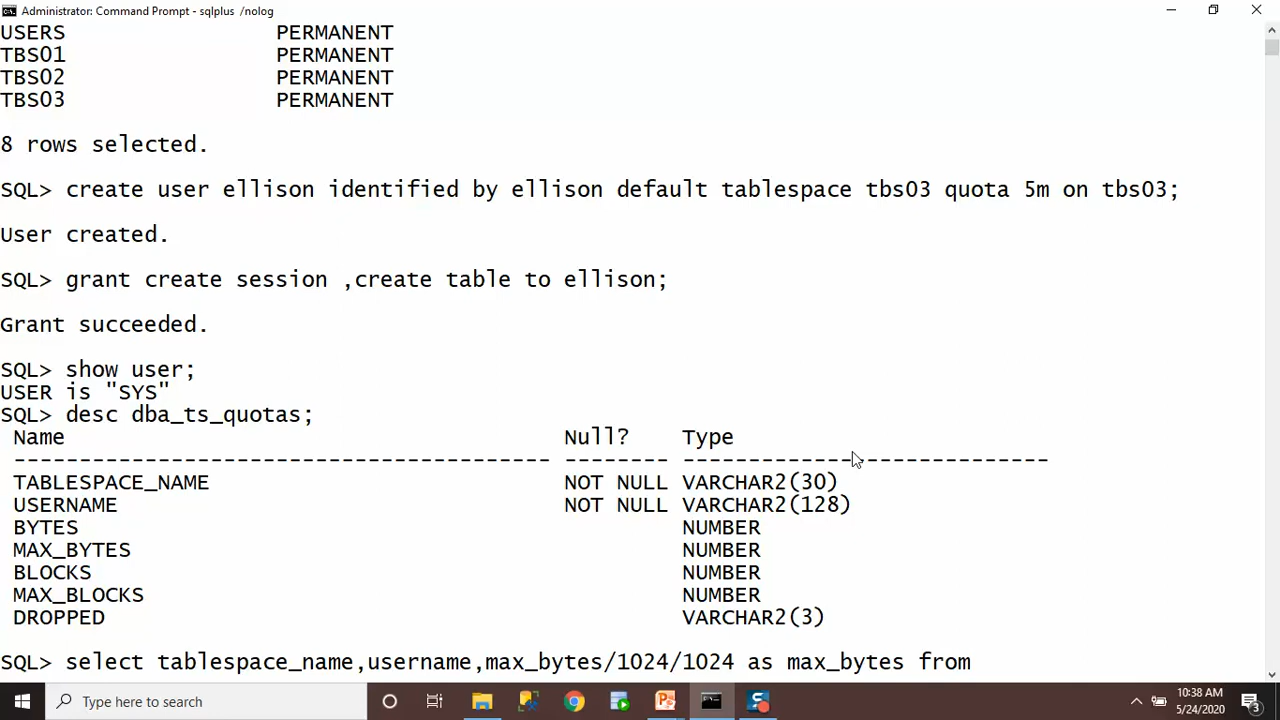 Administrator: Command Prompt - sqlplus /nolog
USERS PERMANENT
TBS01 PERMANENT
TBS02 PERMANENT
TBS03 PERMANENT
8 rows selected.
SQL> create user ellison identified by ellison default tablespace tbs03 quota 5m on tbs03;
User created.
SQL> grant create session ,create table to ellison;
Grant succeeded.
SQL> show user;
USER is "SYS"
SQL> desc dba_ts_quotas;
Name Null? Type
----------------------------------------- -------- ----------------------------
TABLESPACE_NAME NOT NULL VARCHAR2(30)
USERNAME NOT NULL VARCHAR2(128)
BYTES NUMBER
MAX_BYTES NUMBER
BLOCKS NUMBER
MAX_BLOCKS NUMBER
DROPPED VARCHAR2(3)
SQL> select tablespace_name,username,max_bytes/1024/1024 as max_bytes from
Type here to search
10:38 AM
5/24/2020
3